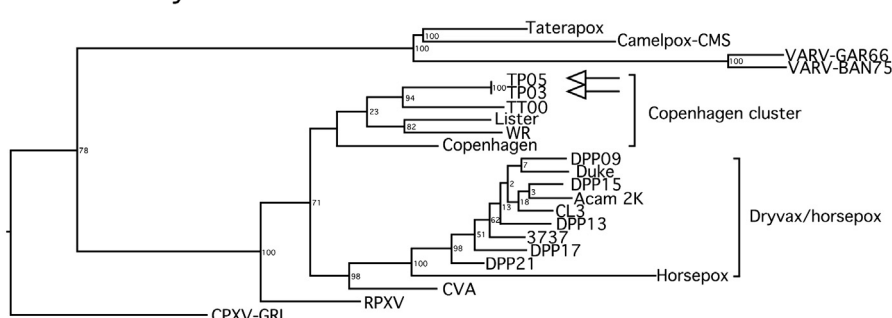 Taterapox
100
Camelpox-CMS
100
VARV-GAR66
100
VARV-BAN75
TP05
100
TP03
94
TT00
23
Copenhagen cluster
Lister
82
WR
Copenhagen
78
DPP09
7
Duke
2
DPP15
3
Acam 2K
18
13
CL3
71
Dryvax/horsepox
62
DPP13
51
3737
98
DPP17
100
100
DPP21
98
Horsepox
CVA
RPXV